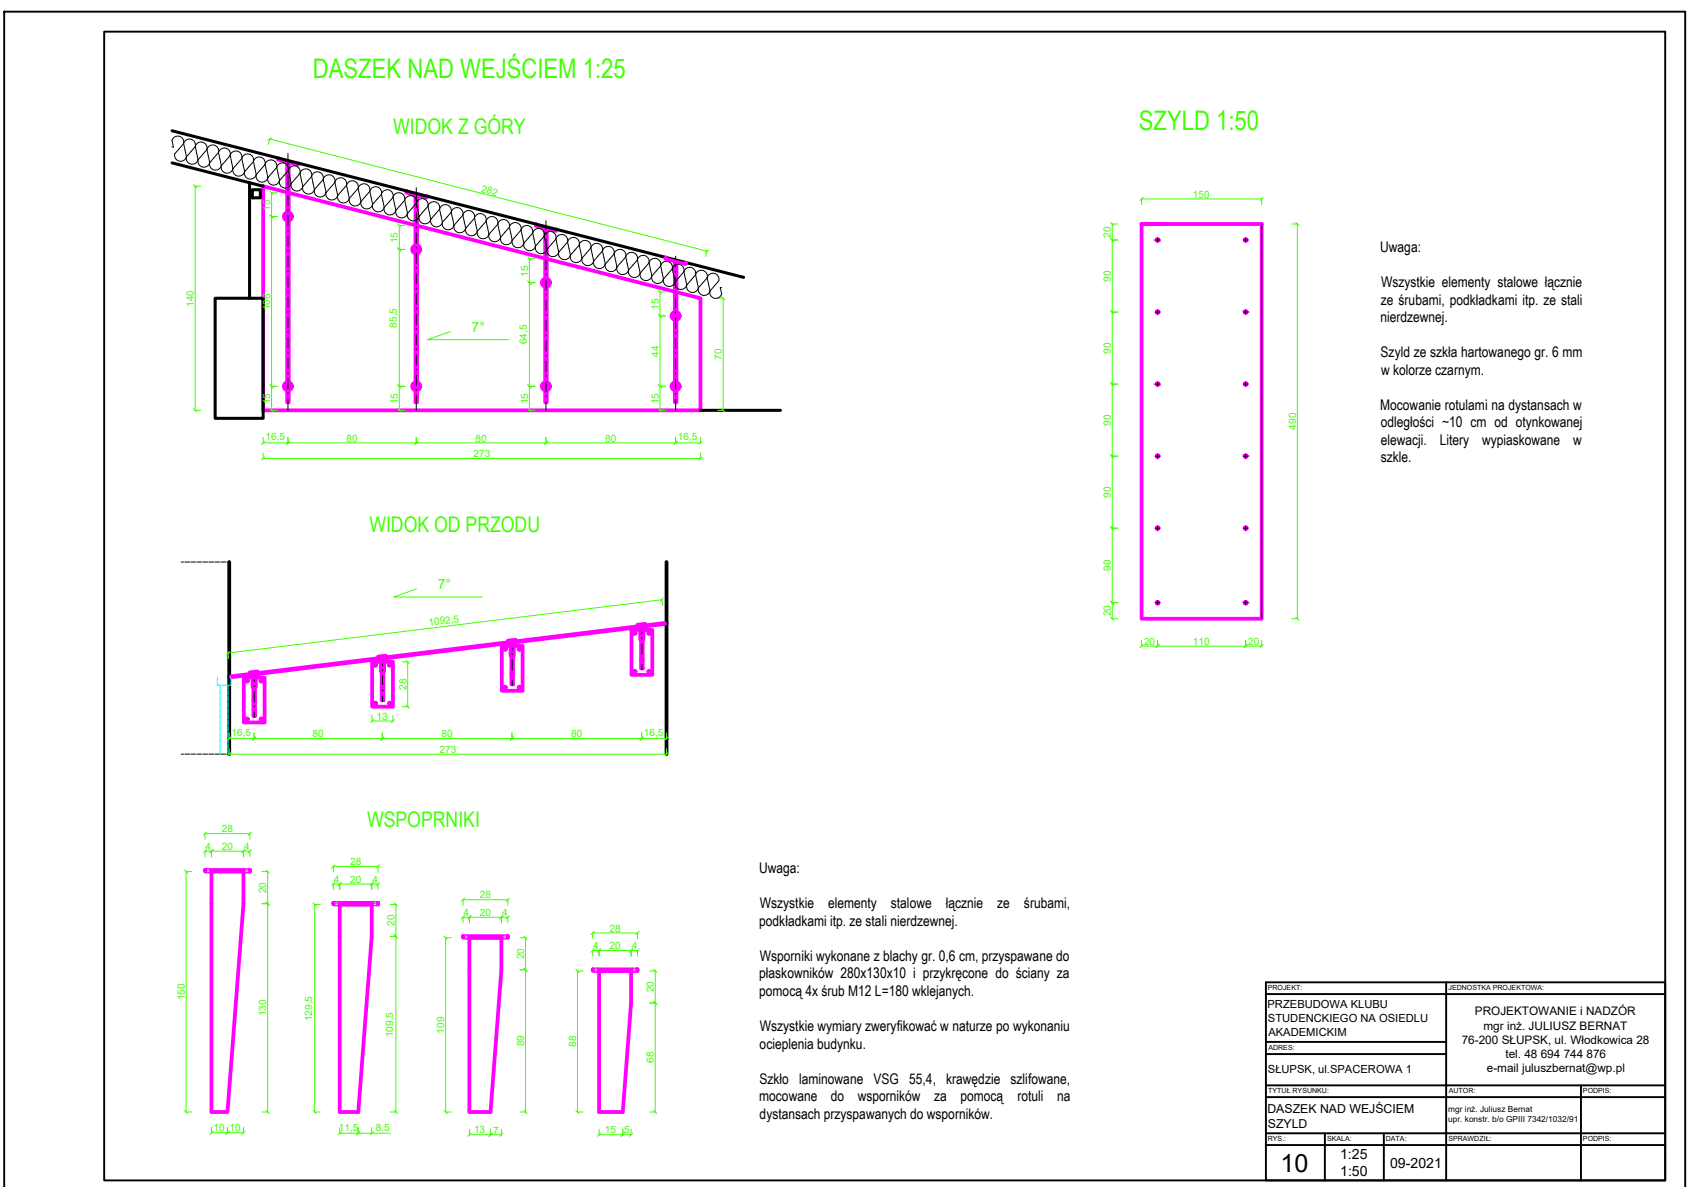 DASZEK NAD WEJŚCIEM 1:25
WIDOK Z GÓRY
282
15
15
15
15
140
106
85,5
64,5
44
70
7°
15
15
15
15
16,5
80
80
80
16,5
273
WIDOK OD PRZODU
7°
1092,5
28
13
16,5
80
80
80
16,5
273
WSPOPRNIKI
28
4
20
4
20
150
130
10
10
28
4
20
4
20
129,5
109,5
11,5
8,5
28
4
20
4
20
109
89
13
7
28
4
20
4
20
88
68
15
5
SZYLD 1:50
150
20
90
90
90
90
90
20
490
20
110
20
Uwaga:
Wszystkie elementy stalowe łącznie
ze śrubami, podkładkami itp. ze stali
nierdzewnej.
Szyld ze szkła hartowanego gr. 6 mm
w kolorze czarnym.
Mocowanie rotulami na dystansach w
odległości ~10 cm od otynkowanej
elewacji. Litery wypiaskowane w
szkle.
Uwaga:
Wszystkie elementy stalowe łącznie ze śrubami,
podkładkami itp. ze stali nierdzewnej.
Wsporniki wykonane z blachy gr. 0,6 cm, przyspawane do
płaskowników 280x130x10 i przykręcone do ściany za
pomocą 4x śrub M12 L=180 wklejanych.
Wszystkie wymiary zweryfikować w naturze po wykonaniu
ocieplenia budynku.
Szkło laminowane VSG 55,4, krawędzie szlifowane,
mocowane do wsporników za pomocą rotuli na
dystansach przyspawanych do wsporników.
PROJEKT:
PRZEBUDOWA KLUBU
STUDENCKIEGO NA OSIEDLU
AKADEMICKIM
ADRES:
SŁUPSK, ul.SPACEROWA 1
JEDNOSTKA PROJEKTOWA:
PROJEKTOWANIE i NADZÓR
mgr inż. JULIUSZ BERNAT
76-200 SŁUPSK, ul. Włodkowica 28
tel. 48 694 744 876
e-mail juluszbernat@wp.pl
TYTUŁ RYSUNKU:
DASZEK NAD WEJŚCIEM
SZYLD
AUTOR:
mgr inż. Juliusz Bernat
upr. konstr. b/o GPIII 7342/1032/91
PODPIS:
RYS.:
10
SKALA:
1:25
1:50
DATA:
09-2021
SPRAWDZIŁ:
PODPIS: